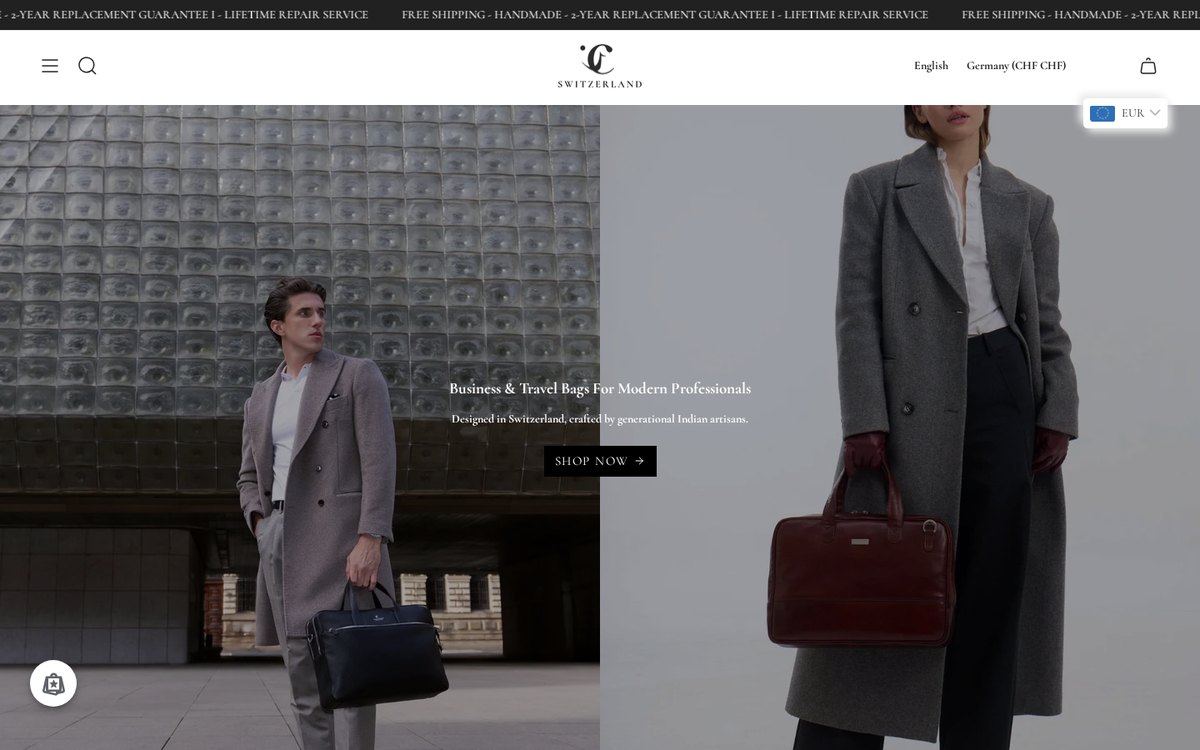 - 2-YEAR REPLACEMENT GUARANTEE I - LIFETIME REPAIR SERVICE FREE SHIPPING - HANDMADE - 2-YEAR REPLACEMENT GUARANTEE I - LIFETIME REPAIR SERVICE FREE SHIPPING - HANDMADE - 2-YEAR REPL
SWITZERLAND
English Germany (CHF CHF)
EUR
Business & Travel Bags For Modern Professionals
Designed in Switzerland, crafted by generational Indian artisans.
SHOP NOW →